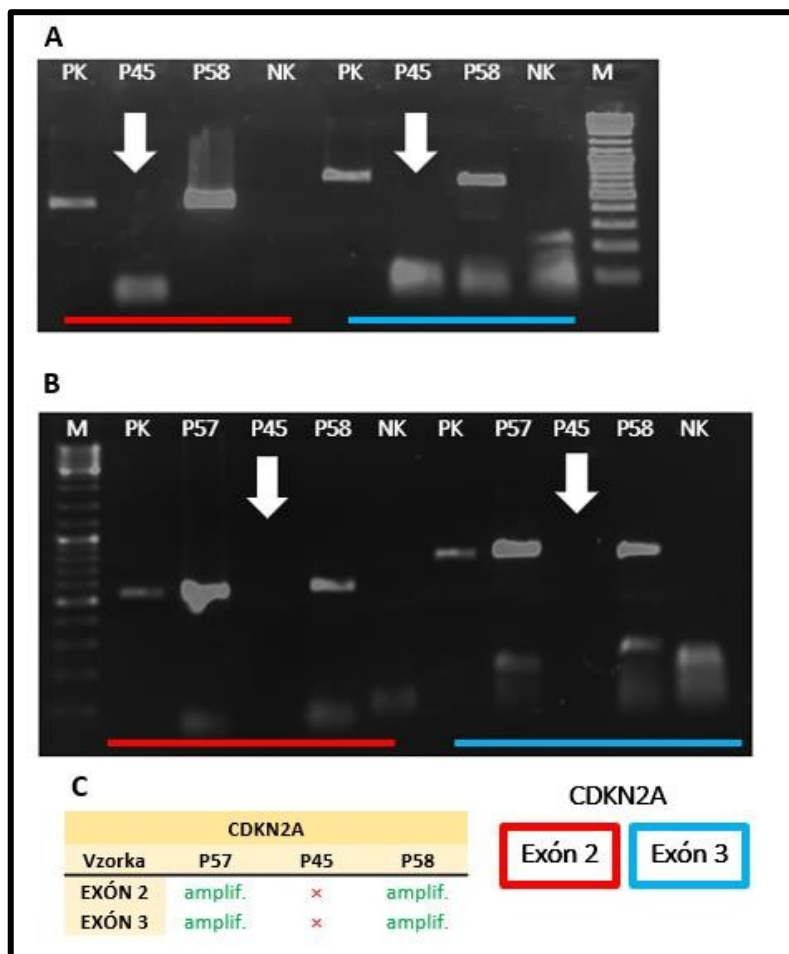 A
PK P45 P58 NK PK P45 P58 NK M
B
M PK P57 P45 P58 NK PK P57 P45 P58 NK
C
CDKN2A
Vzorka P57 P45 P58
EXÓN 2 amplif. × amplif.
EXÓN 3 amplif. × amplif.
CDKN2A
Exón 2 Exón 3